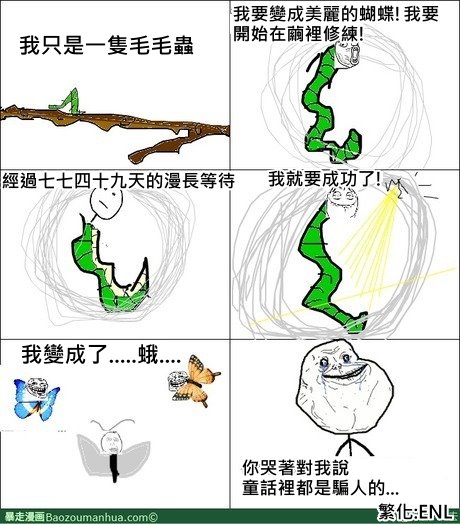 我只是一隻毛毛蟲
我要變成美麗的蝴蝶!我要
開始在繭裡修練!
經過七七四十九天的漫長等待
我就要成功了!
我變成了.....蛾....
你哭著對我說
童話裡都是騙人的...
暴走漫画Baozoumanhua.com©
繁化:ENL